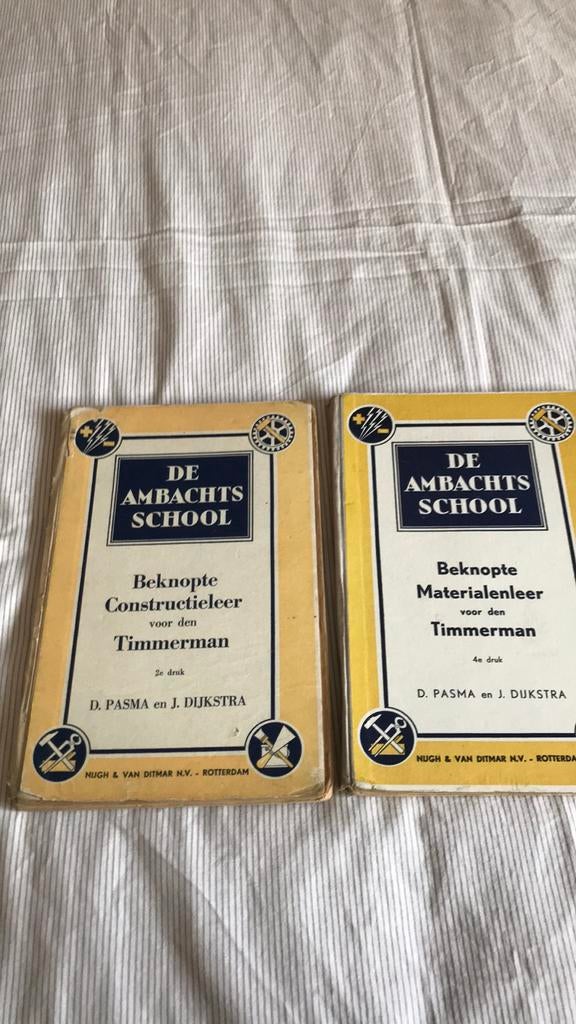 DE
AMBACHTS
SCHOOL
Beknopte
Constructieleer
voor den
Timmerman
2e druk
D. PASMA en J. DIJKSTRA
NIJGH & VAN DITMAR N.V. - ROTTERDAM
DE
AMBACHTS
SCHOOL
Beknopte
Materialenleer
voor den
Timmerman
4e druk
D. PASMA en J. DIJKSTRA
NIJGH & VAN DITMAR N.V. - ROTTERDA